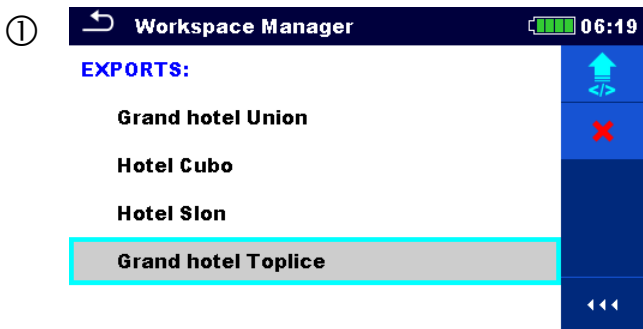 ①
Workspace Manager 06:19
EXPORTS:
</>
Grand hotel Union
Hotel Cubo
Hotel Slon
Grand hotel Toplice